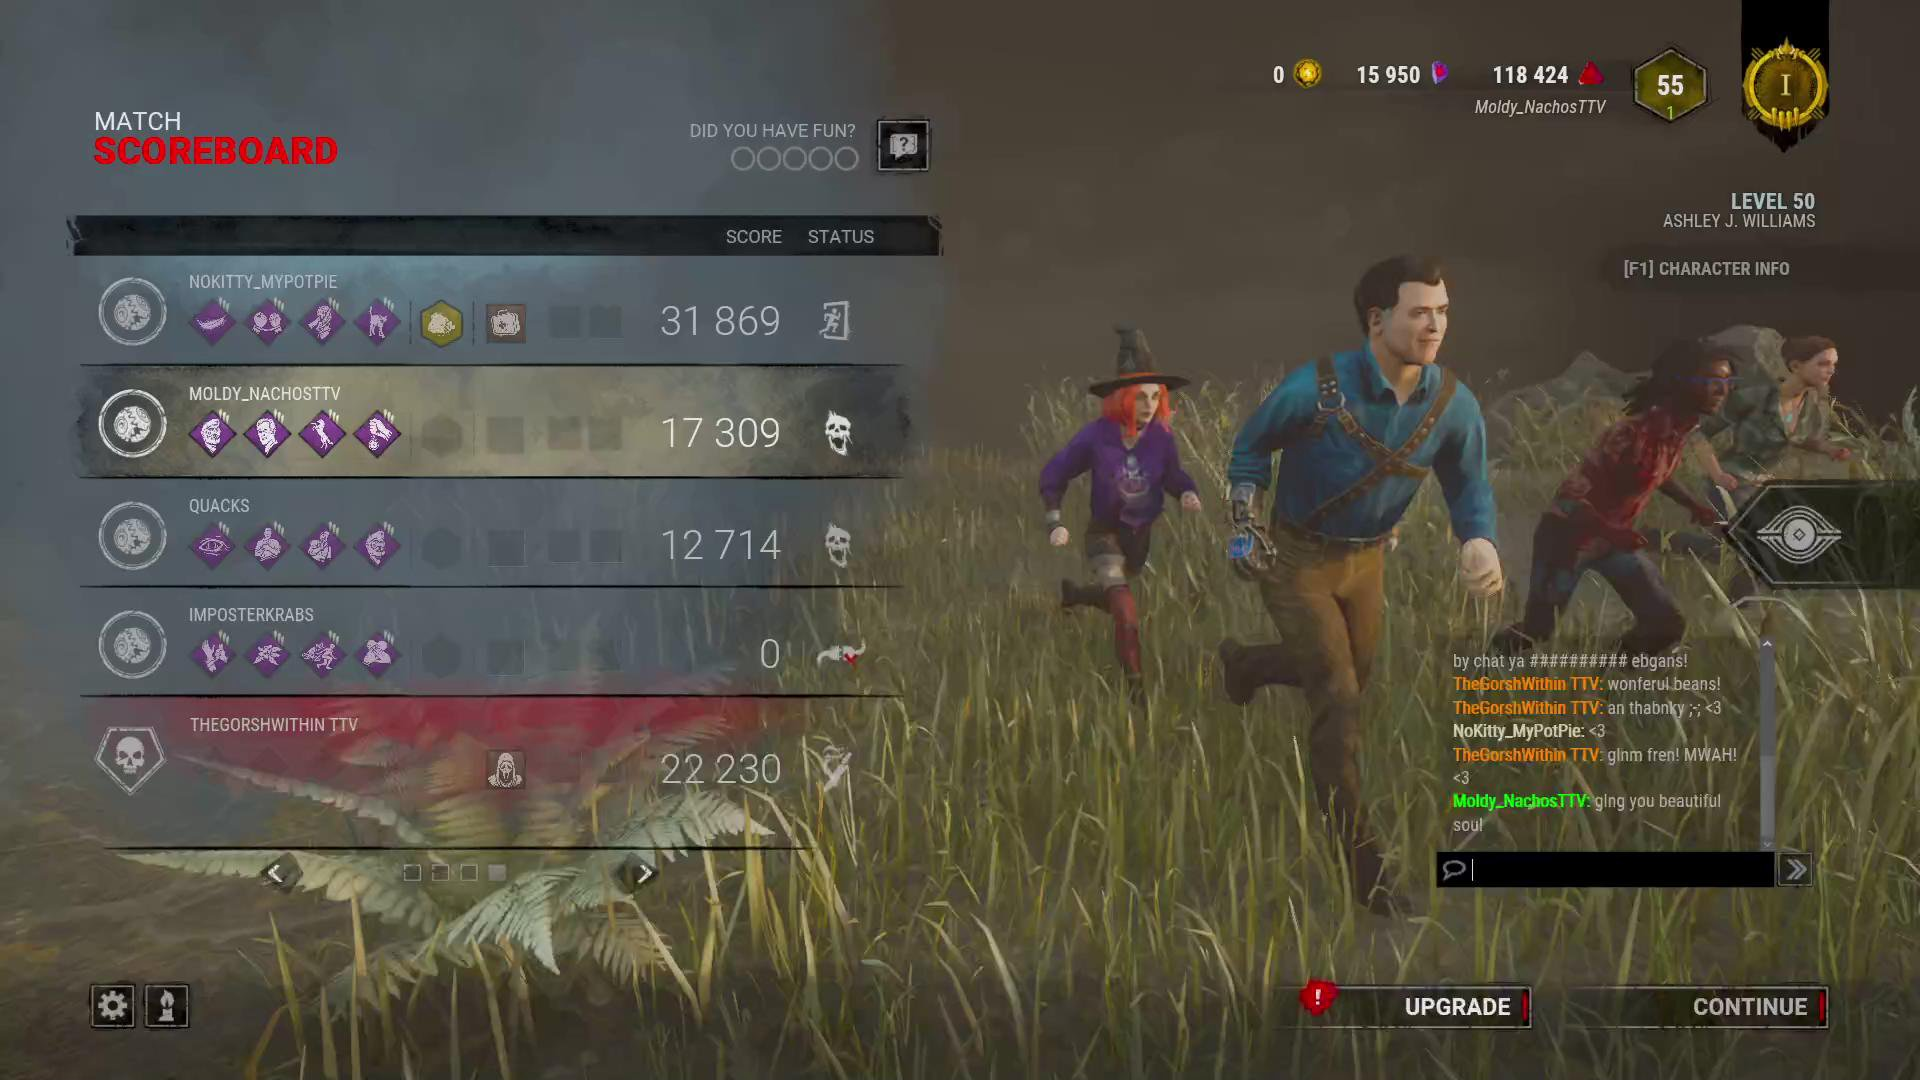 0
15 950
118 424
Moldy_NachosTTV
55
1
I
MATCH
SCOREBOARD
DID YOU HAVE FUN?
?
LEVEL 50
ASHLEY J. WILLIAMS
[F1] CHARACTER INFO
SCORE STATUS
NOKITTY_MYPOTPIE
31 869
MOLDY_NACHOSTTV
17 309
QUACKS
12 714
IMPOSTERKRABS
0
THEGORSHWITHIN TTV
22 230
by chat ya ########## ebgans!
TheGorshWithin TTV: wonferul beans!
TheGorshWithin TTV: an thabnky ;-; <3
NoKitty_MyPotPie: <3
TheGorshWithin TTV: glnm fren! MWAH!
<3
Moldy_NachosTTV: glng you beautiful
soul
!
UPGRADE
CONTINUE